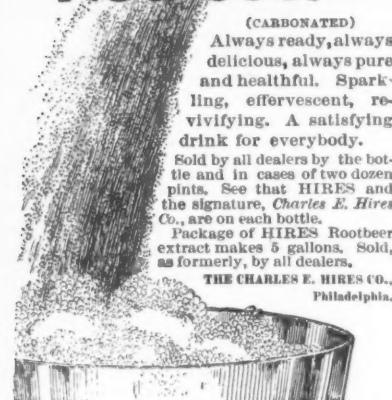 (CARBONATED)
Always ready, always
delicious, always pure
and healthful. Spark-
ling, effervescent, re-
vivifying. A satisfying
drink for everybody.
Sold by all dealers by the bot-
tle and in cases of two dozen
pints. See that HIRES and
the signature, Charles E. Hires
Co., are on each bottle.
Package of HIRES Rootbeer
extract makes 5 gallons. Sold,
as formerly, by all dealers.
THE CHARLES E. HIRES CO.,
Philadelphia.